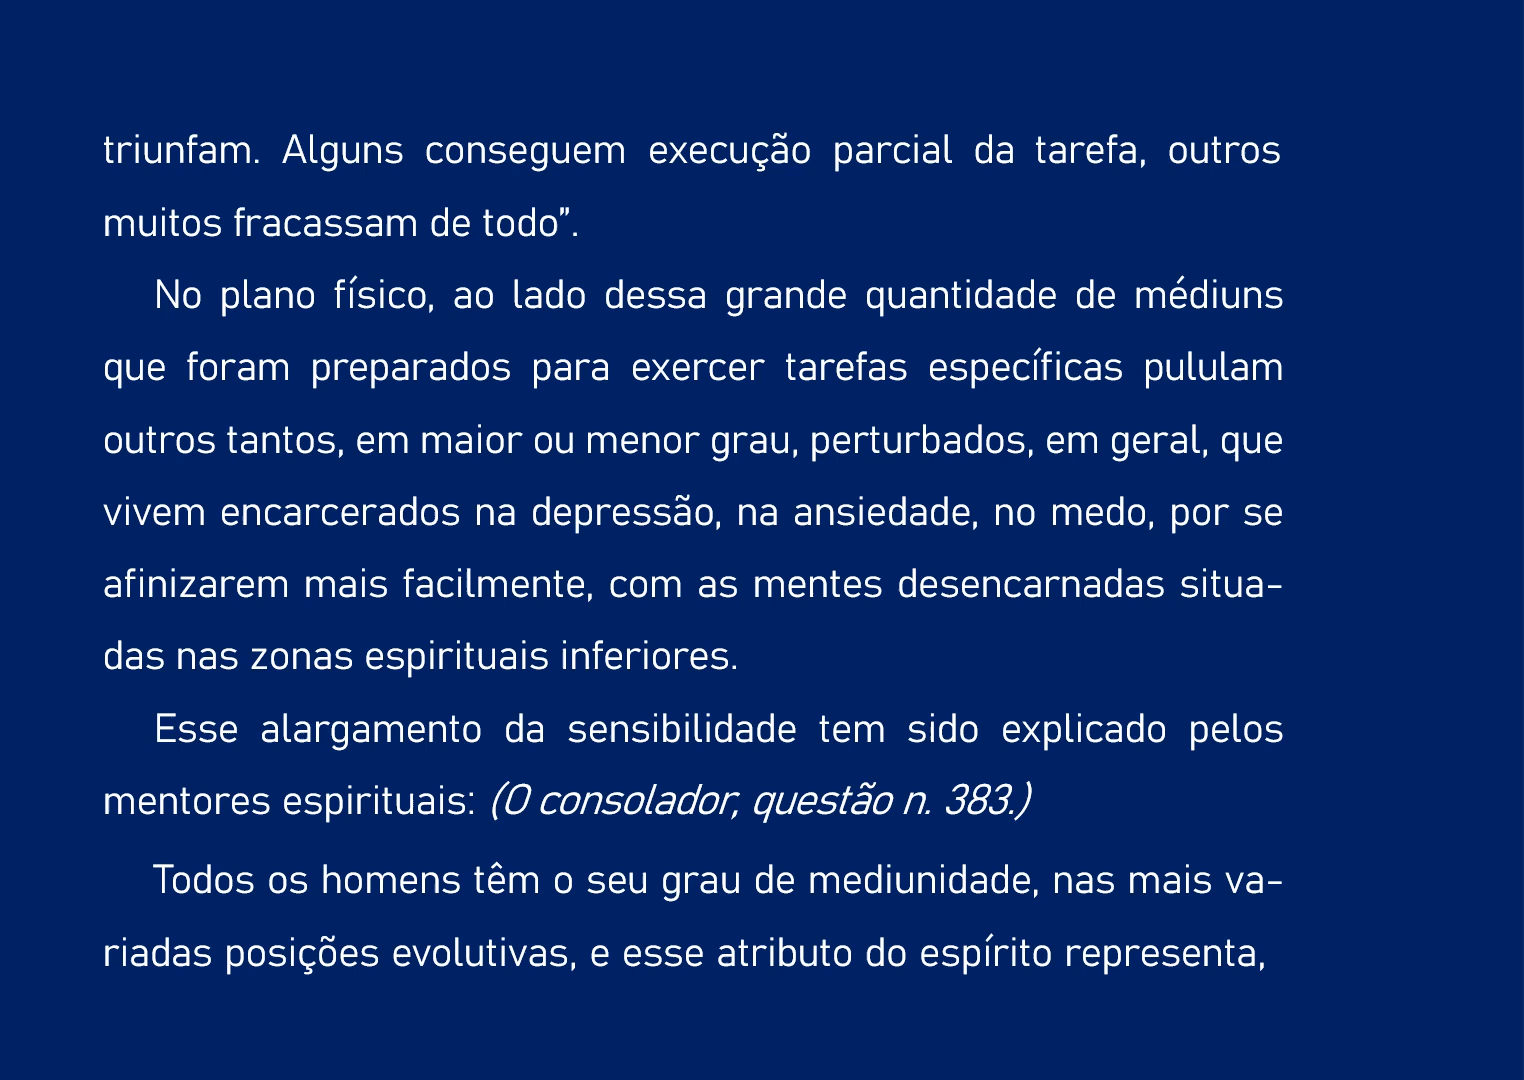 triunfam. Alguns conseguem execução parcial da tarefa, outros
muitos fracassam de todo”.
No plano físico, ao lado dessa grande quantidade de médiuns
que foram preparados para exercer tarefas específicas pululam
outros tantos, em maior ou menor grau, perturbados, em geral, que
vivem encarcerados na depressão, na ansiedade, no medo, por se
afinizarem mais facilmente, com as mentes desencarnadas situa-
das nas zonas espirituais inferiores.
Esse alargamento da sensibilidade tem sido explicado pelos
mentores espirituais: (O consolador, questão n. 383.)
Todos os homens têm o seu grau de mediunidade, nas mais va-
riadas posições evolutivas, e esse atributo do espírito representa,